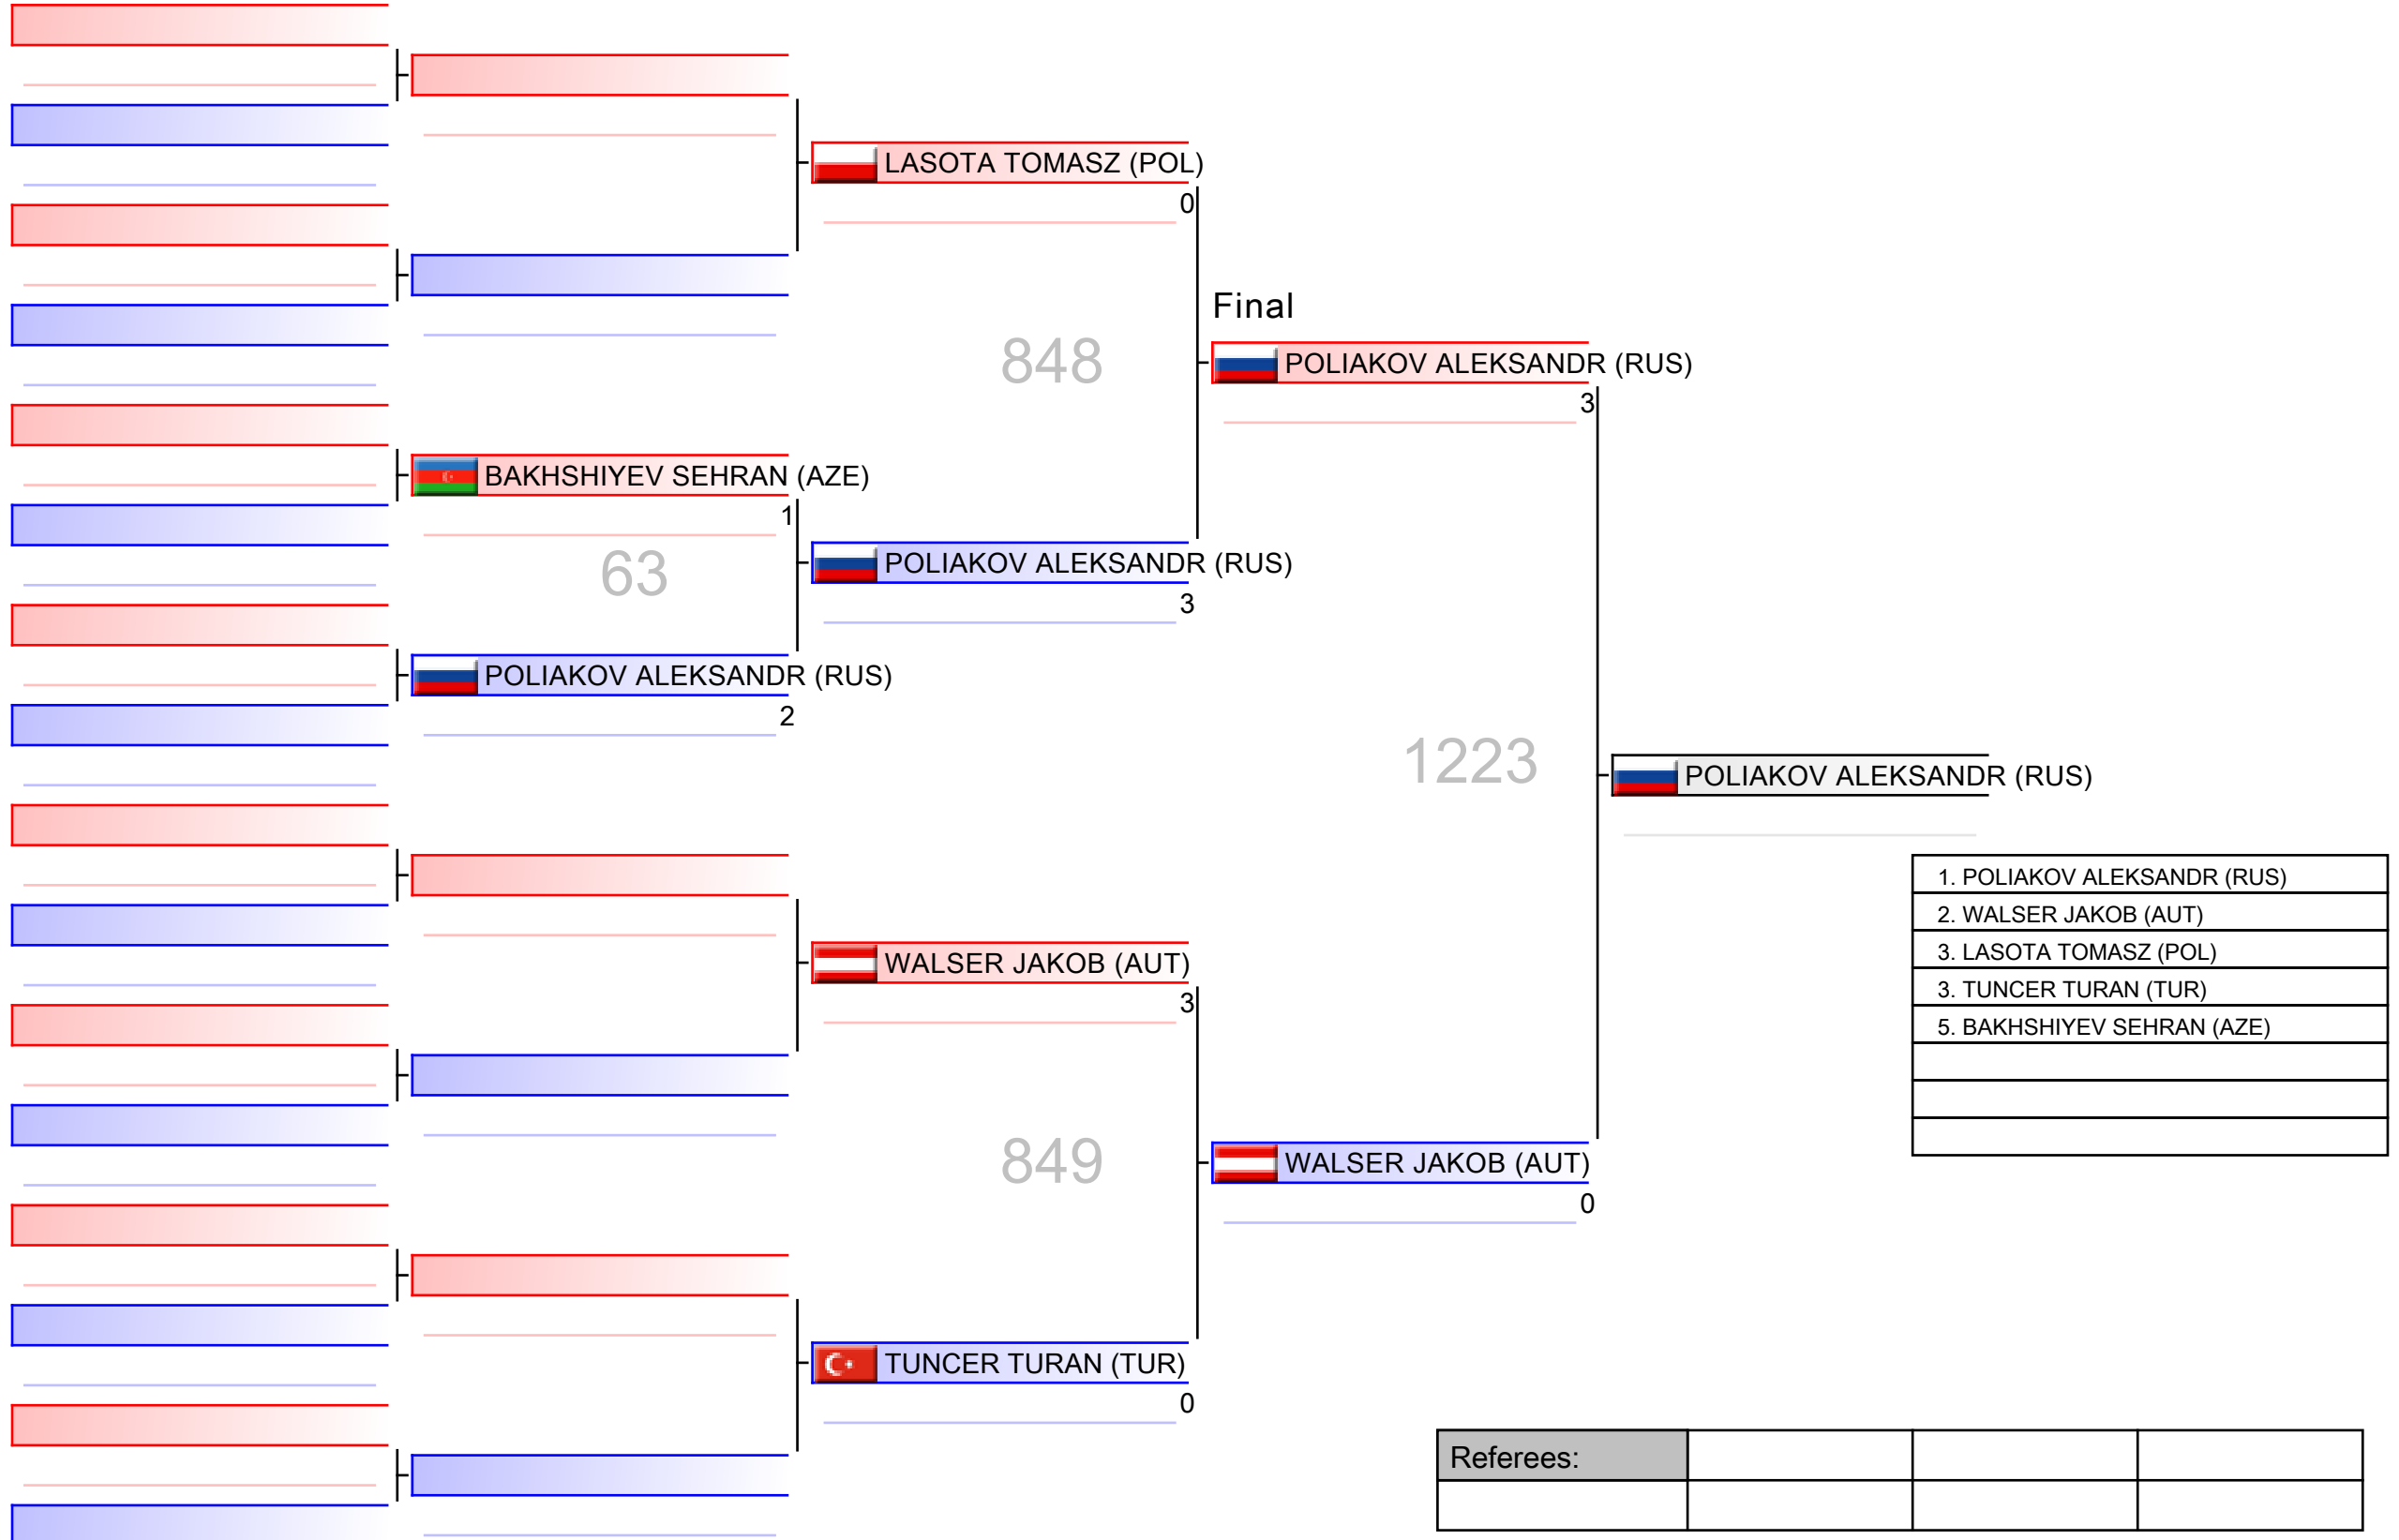 LASOTA TOMASZ (POL)
0
Final
848
POLIAKOV ALEKSANDR (RUS)
3
BAKHSHIYEV SEHRAN (AZE)
1
63
POLIAKOV ALEKSANDR (RUS)
3
POLIAKOV ALEKSANDR (RUS)
2
1223
POLIAKOV ALEKSANDR (RUS)
1. POLIAKOV ALEKSANDR (RUS)
2. WALSER JAKOB (AUT)
3. LASOTA TOMASZ (POL)
3. TUNCER TURAN (TUR)
5. BAKHSHIYEV SEHRAN (AZE)
WALSER JAKOB (AUT)
3
849
WALSER JAKOB (AUT)
0
TUNCER TURAN (TUR)
0
Referees: